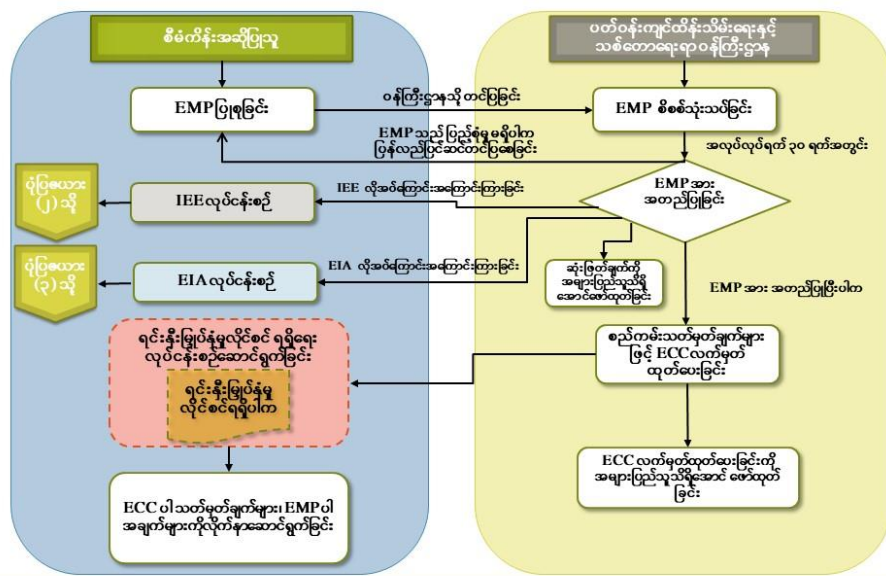 စီမံကိန်းအဆိုပြုသူ
ပတ်ဝန်းကျင်ထိန်းသိမ်းရေးနှင့်
သစ်တောရေးရာ ဝန်ကြီးဌာန
EMP ပြုစုခြင်း
ဝန်ကြီးဌာနသို့ တင်ပြခြင်း
EMP စိစစ်သုံးသပ်ခြင်း
EMP သည် ပြည့်စုံမှု မရှိပါက
ပြန်လည်ပြင်ဆင်တင်ပြစေခြင်း
အလုပ်လုပ်ရက် ၃၀ ရက်အတွင်း
ပုံပြဇယား
(၂) သို့
IEE လုပ်ငန်းစဉ်
IEE လိုအပ်ကြောင်းအကြောင်းကြားခြင်း
EMP အား
အတည်ပြုခြင်း
ပုံပြဇယား
(၃) သို့
EIA လုပ်ငန်းစဉ်
EIA လိုအပ်ကြောင်းအကြောင်းကြားခြင်း
ဆုံးဖြတ်ချက်ကို
အများပြည်သူသိရှိ
အောင်ဖော်ထုတ်ခြင်း
EMP အား အတည်ပြုပြီးပါက
ရင်းနှီးမြှုပ်နှံမှုလိုင်စင် ရရှိရေး
လုပ်ငန်းစဉ်ဆောင်ရွက်ခြင်း
ရင်းနှီးမြှုပ်နှံမှု
လိုင်စင်ရရှိပါက
စည်ကမ်းသတ်မှတ်ချက်များ
ဖြင့် ECC လက်မှတ်
ထုတ်ပေးခြင်း
ECC ပါ သတ်မှတ်ချက်များ၊ EMP ပါ
အချက်များကိုလိုက်နာဆောင်ရွက်ခြင်း
ECC လက်မှတ်ထုတ်ပေးခြင်းကို
အများပြည်သူသိရှိအောင် ဖော်ထုတ်
ခြင်း